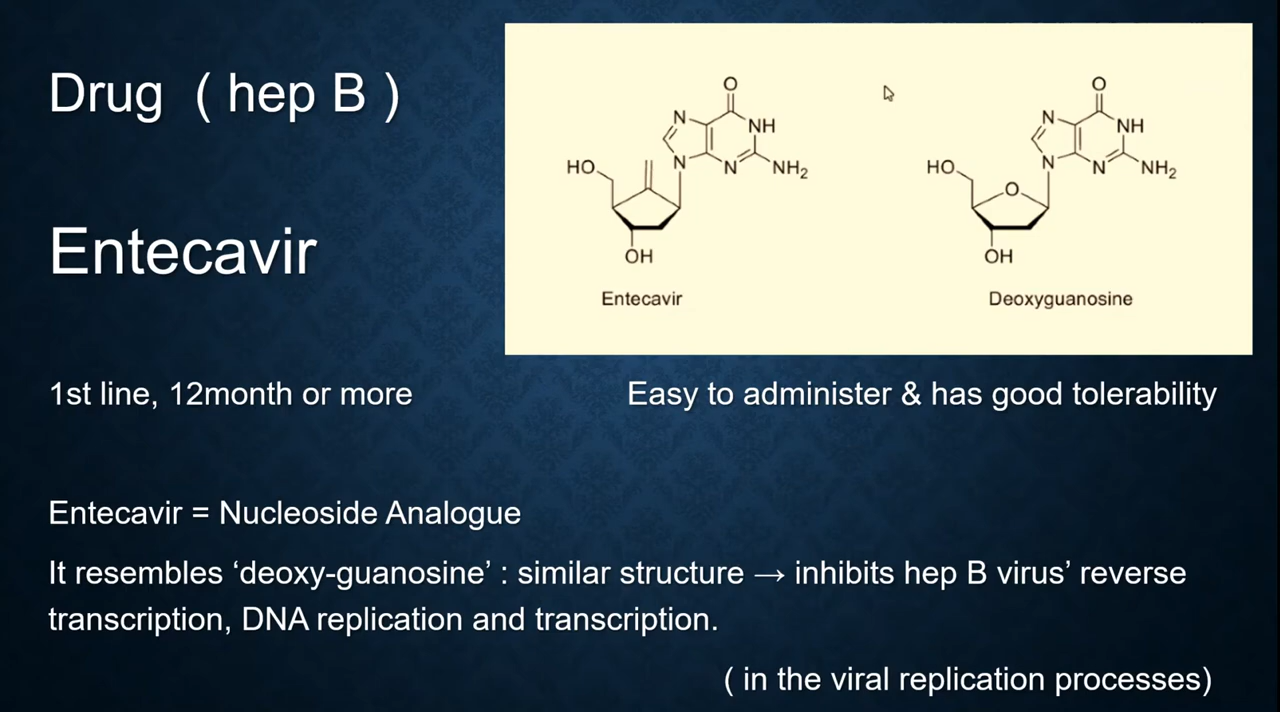 Drug ( hep B )
Entecavir
O
N
NH
HO
N
N
NH₂
OH
Entecavir
O
N
NH
HO
O
N
N
NH₂
OH
Deoxyguanosine
1st line, 12month or more
Easy to administer & has good tolerability
Entecavir = Nucleoside Analogue
It resembles ‘deoxy-guanosine’ : similar structure → inhibits hep B virus’ reverse
transcription, DNA replication and transcription.
( in the viral replication processes)